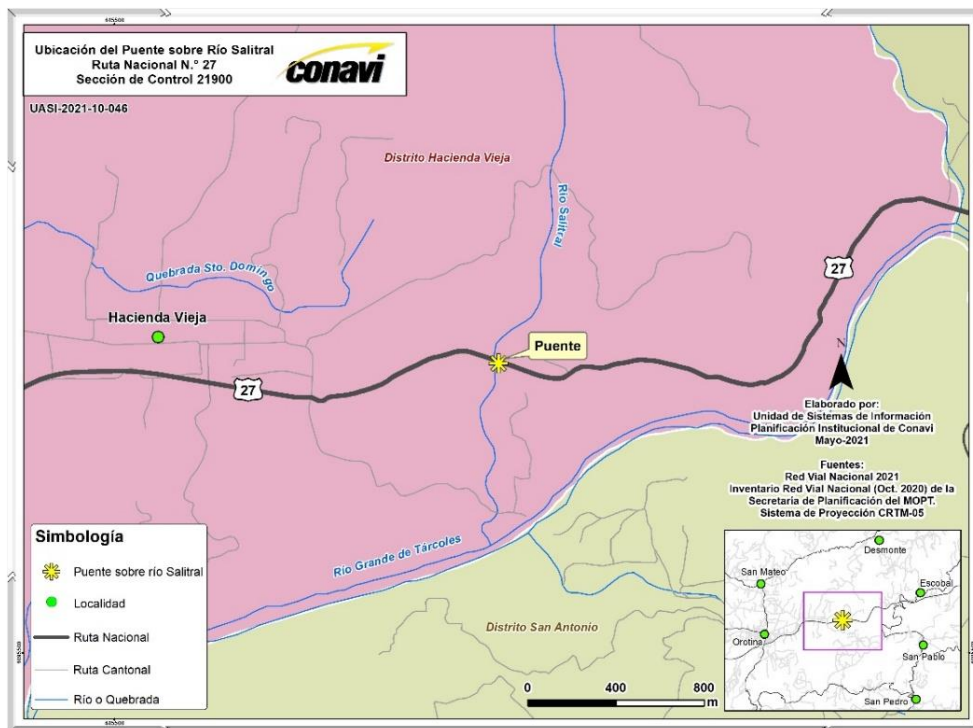 Ubicación del Puente sobre Río Salitral
Ruta Nacional N.° 27
Sección de Control 21900
conavi
UASI-2021-10-046
Distrito Hacienda Vieja
Río Salitral
Quebrada Sto. Domingo
Hacienda Vieja
Puente
27
27
N
Elaborado por:
Unidad de Sistemas de Información
Planificación Institucional de Conavi
Mayo-2021
Fuentes:
Red Vial Nacional 2021
Inventario Red Vial Nacional (Oct. 2020) de la
Secretaria de Planificación del MOPT.
Sistema de Proyección CRTM-05
Río Grande de Tárcoles
Distrito San Antonio
Simbología
Puente sobre río Salitral
Localidad
Ruta Nacional
Ruta Cantonal
Río o Quebrada
0 400 800
m
Desmonte
San Mateo
Escobal
Orotina
San Pablo
San Pedro